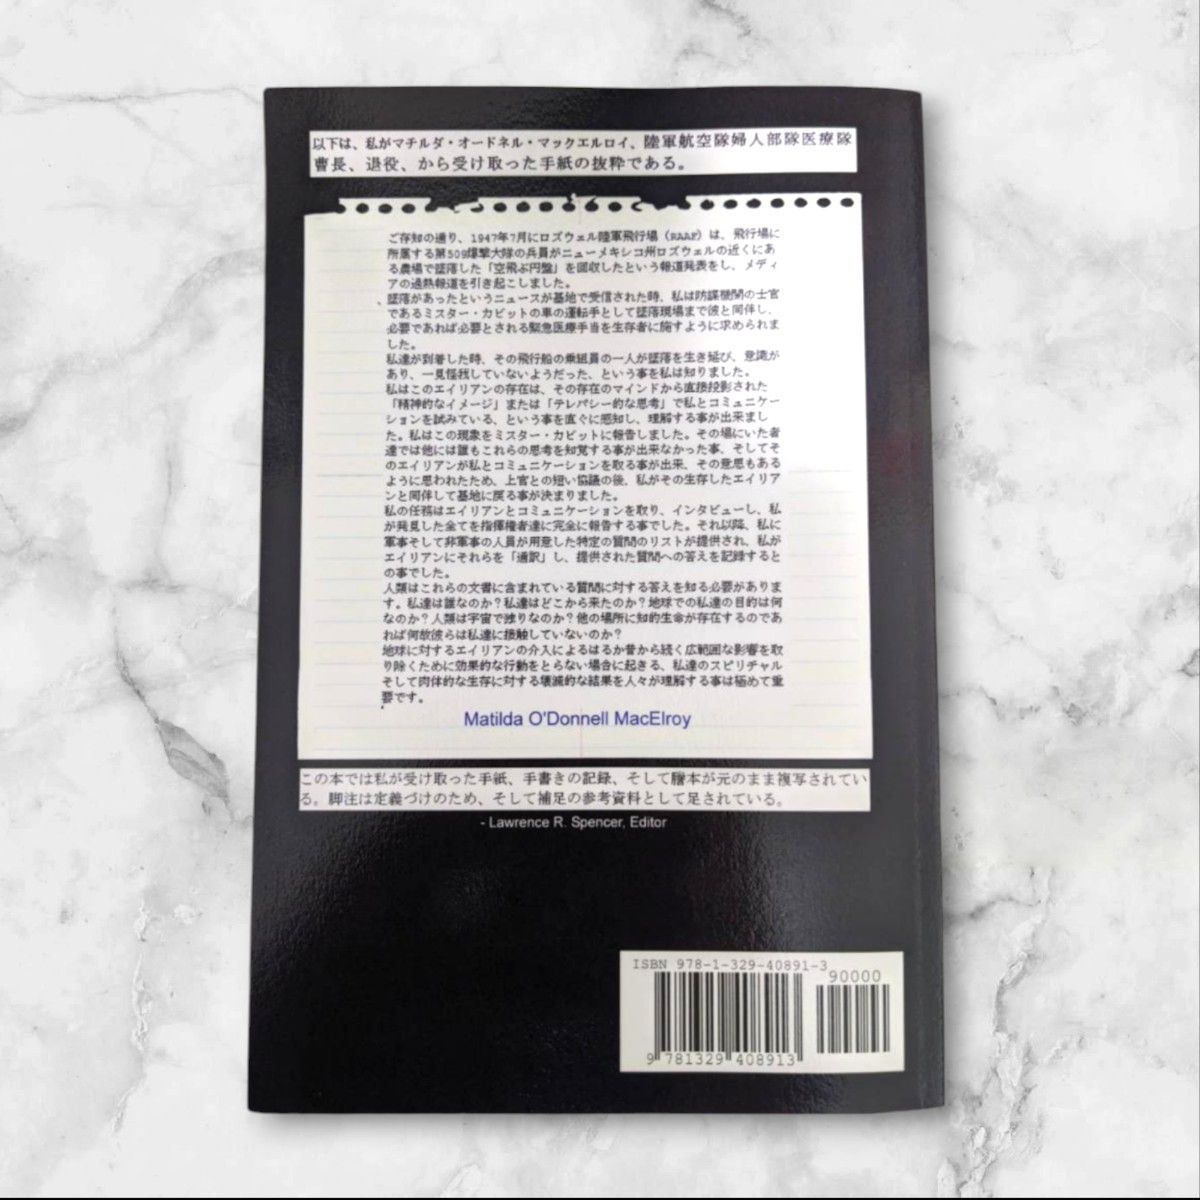 以下は、私がマチルダ・オードネル・マックエルロイ、陸軍航空隊婦人部隊医療隊
曹長、退役、から受け取った手紙の抜粋である。
ご存知の通り、1947年7月にロズウェル陸軍飛行場（RAAF）は、飛行場に
所属する第509爆撃大隊の兵員がニューメキシコ州ロズウェルの近くにあ
る農場で墜落した「空飛ぶ円盤」を回収したという報道発表をし、メディ
アの過熱報道を引き起こしました。
墜落があったというニュースが基地で受信された時、私は防諜機関の士官
であるミスター・カビットの車の運転手として墜落現場まで彼と同伴し、
必要であれば必要とされる緊急医療手当を生存者に施すように求められま
した。
私達が到着した時、その飛行船の乗組員の一人が墜落を生き延び、意識が
あり、一見怪我していないようだった、という事を私は知りました。
私はこのエイリアンの存在は、その存在のマインドから直接投影された
「精神的なイメージ」または「テレパシー的な思考」で私とコミュニケー
ションを試みている、という事を直ぐに感知し、理解する事が出来まし
た。私はこの現象をミスター・カビットに報告しました。その場にいた者
達では他には誰もこれらの思考を知覚する事が出来なかった事、そしてそ
のエイリアンが私とコミュニケーションを取る事が出来、その意思もある
ように思われたため、上官との短い協議の後、私がその生存したエイリア
ンと同伴して基地に戻る事が決まりました。
私の任務はエイリアンとコミュニケーションを取り、インタビューし、私
が発見した全てを指揮権者達に完全に報告する事でした。それ以降、私に
軍事そして非軍事の人員が用意した特定の質問のリストが提供され、私が
エイリアンにそれらを「通訳」し、提供された質問への答えを記録すると
の事でした。
人類はこれらの文書に含まれている質問に対する答えを知る必要がありま
す。私達は誰なのか？私達はどこから来たのか？地球での私達の目的は何
なのか？人類は宇宙で独りなのか？他の場所に知的生命が存在するのであ
れば何故彼らは私達に接触していないのか？
地球に対するエイリアンの介入によるはるか昔から続く広範囲な影響を取
り除くために効果的な行動をとらない場合に起きる、私達のスピリチャル
そして肉体的な生存に対する壊滅的な結果を人々が理解する事は極めて重
要です。
Matilda O'Donnell MacElroy
この本では私が受け取った手紙、手書きの記録、そして謄本が元のまま複写されてい
る。脚注は定義づけのため、そして補足の参考資料として足されている。
- Lawrence R. Spencer, Editor
ISBN 978-1-329-40891-3
90000
9 781329 408913